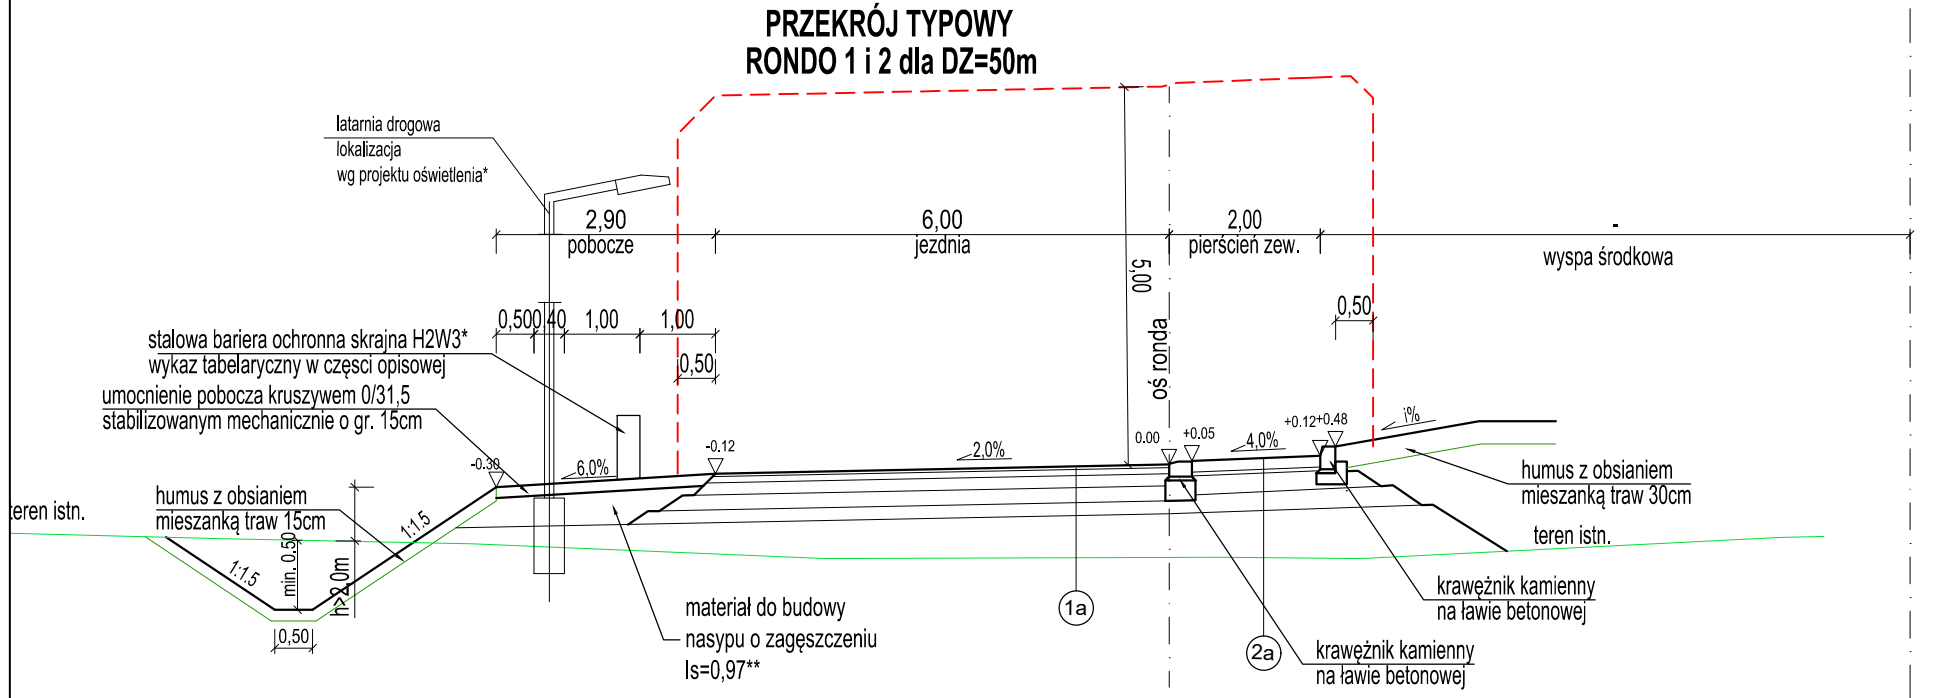 PRZEKRÓJ TYPOWY
RONDO 1 i 2 dla DZ=50m
latarnia drogowa
lokalizacja
wg projektu oświetlenia*
2,90
pobocze
6,00
jezdnia
2,00
pierścień zew.
-
wyspa środkowa
5,00
oś ronda
0,50
0,40
1,00
1,00
0,50
0,50
stalowa bariera ochronna skrajna H2W3*
wykaz tabelaryczny w częsci opisowej
umocnienie pobocza kruszywem 0/31,5
stabilizowanym mechanicznie o gr. 15cm
-0.30
6,0%
-0.12
2,0%
0.00
+0.05
4,0%
+0.12
+0.48
i%
humus z obsianiem
mieszanką traw 15cm
humus z obsianiem
mieszanką traw 30cm
teren istn.
teren istn.
1:1.5
1:1.5
min. 0.50
h>2,0m
0,50
materiał do budowy
nasypu o zagęszczeniu
Is=0,97**
1a
2a
krawężnik kamienny
na ławie betonowej
krawężnik kamienny
na ławie betonowej